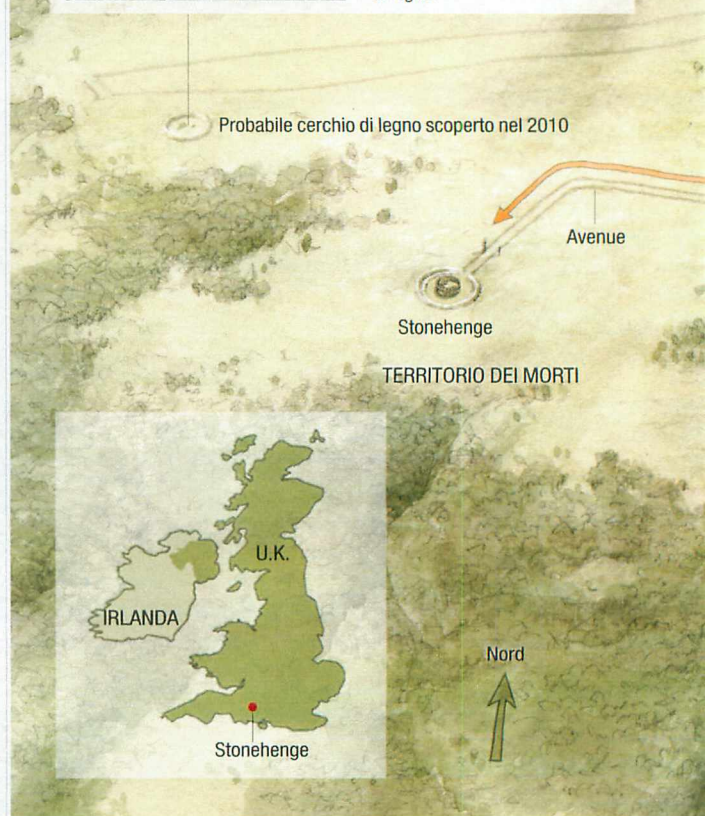 Probabile cerchio di legno scoperto nel 2010
Avenue
Stonehenge
TERRITORIO DEI MORTI
U.K.
IRLANDA
Nord
Stonehenge